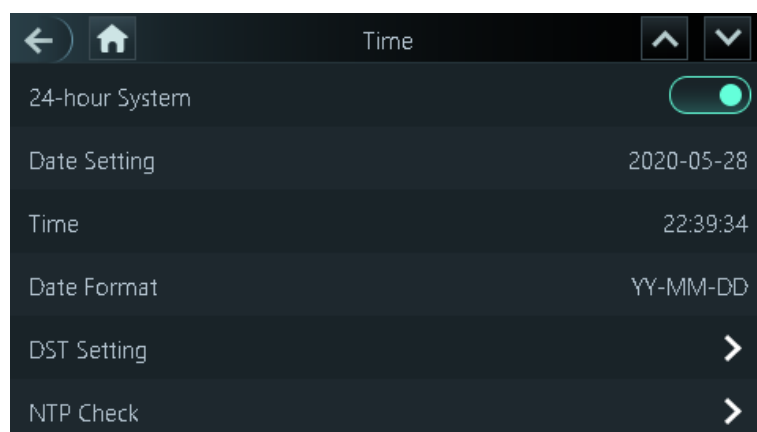 Time
24-hour System
Date Setting 2020-05-28
Time 22:39:34
Date Format YY-MM-DD
DST Setting
NTP Check